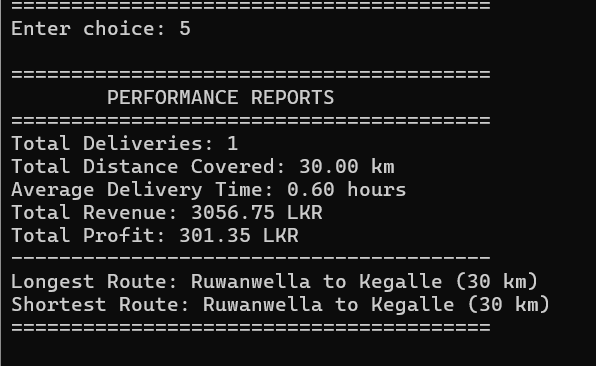 ========================================
Enter choice: 5
========================================
        PERFORMANCE REPORTS
========================================
Total Deliveries: 1
Total Distance Covered: 30.00 km
Average Delivery Time: 0.60 hours
Total Revenue: 3056.75 LKR
Total Profit: 301.35 LKR
----------------------------------------
Longest Route: Ruwanwella to Kegalle (30 km)
Shortest Route: Ruwanwella to Kegalle (30 km)
========================================